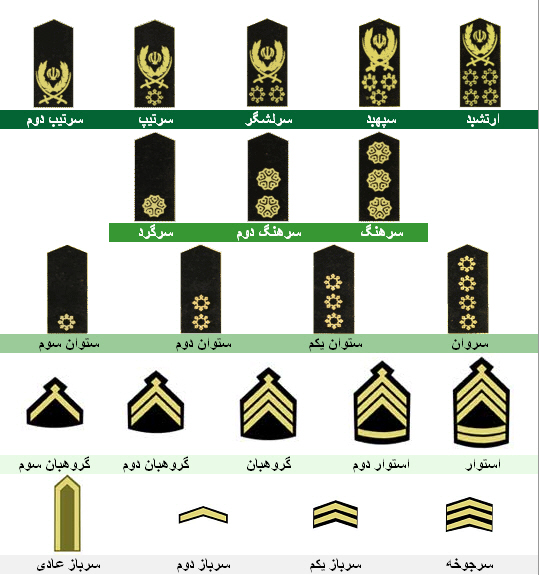 ارتشبد سپهبد سرلشگر سرتیپ سرتیپ دوم
سرهنگ سرهنگ دوم سرگرد
سروان ستوان یکم ستوان دوم ستوان سوم
استوار استوار دوم گروهبان گروهبان دوم گروهبان سوم
سرجوخه سرباز یکم سرباز دوم سرباز عادی